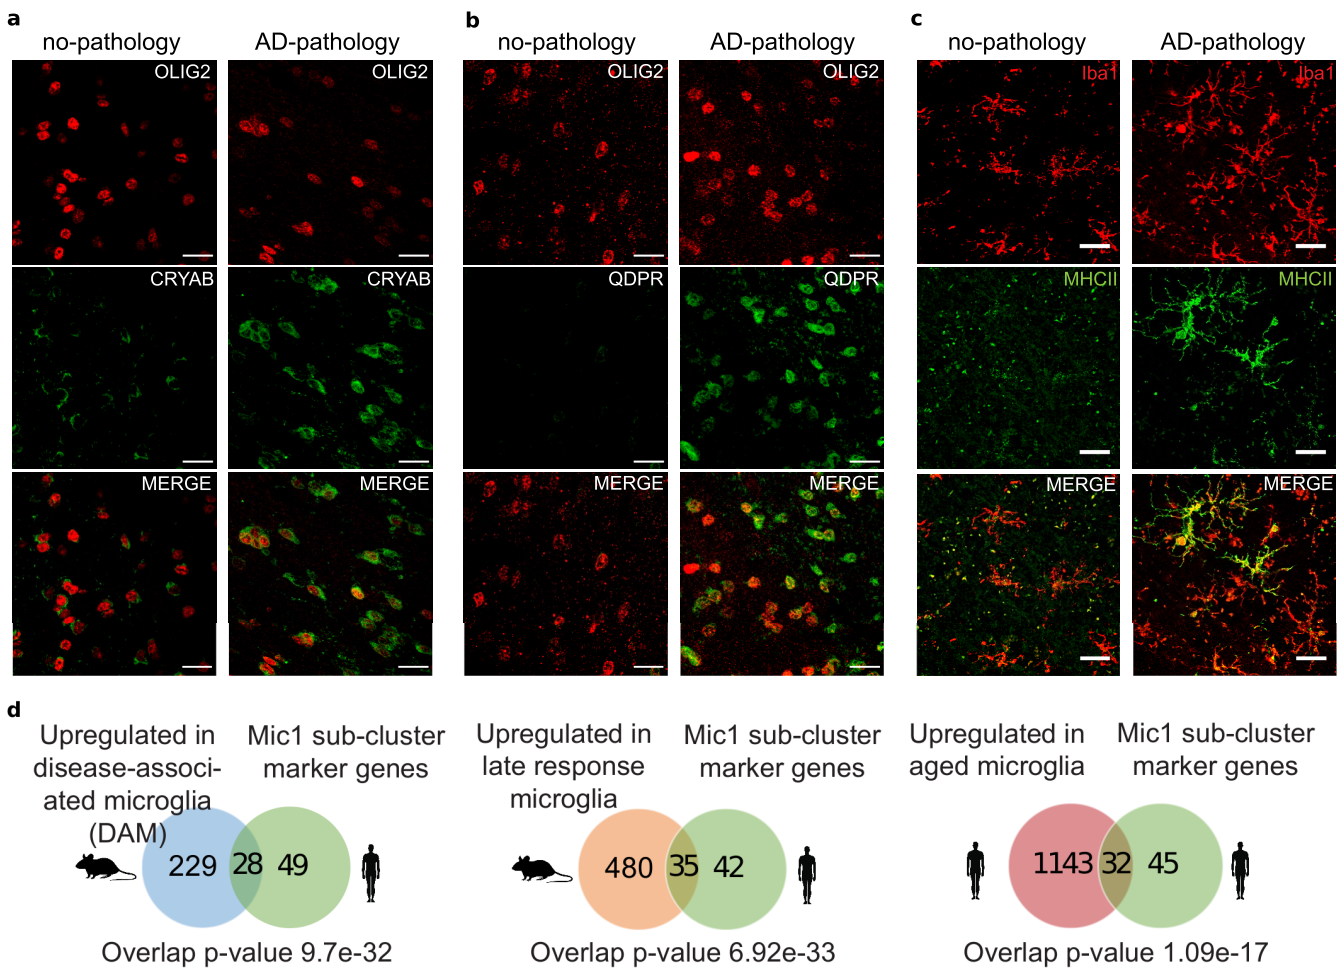 a
no-pathology
AD-pathology
OLIG2
OLIG2
CRYAB
CRYAB
MERGE
MERGE
b
no-pathology
AD-pathology
OLIG2
OLIG2
QDPR
QDPR
MERGE
MERGE
c
no-pathology
AD-pathology
Iba1
Iba1
MHCII
MHCII
MERGE
MERGE
d
Upregulated in
disease-associ-
ated microglia
(DAM)
Mic1 sub-cluster
marker genes
229
28
49
Overlap p-value 9.7e-32
Upregulated in
late response
microglia
Mic1 sub-cluster
marker genes
480
35
42
Overlap p-value 6.92e-33
Upregulated in
aged microglia
Mic1 sub-cluster
marker genes
1143
32
45
Overlap p-value 1.09e-17